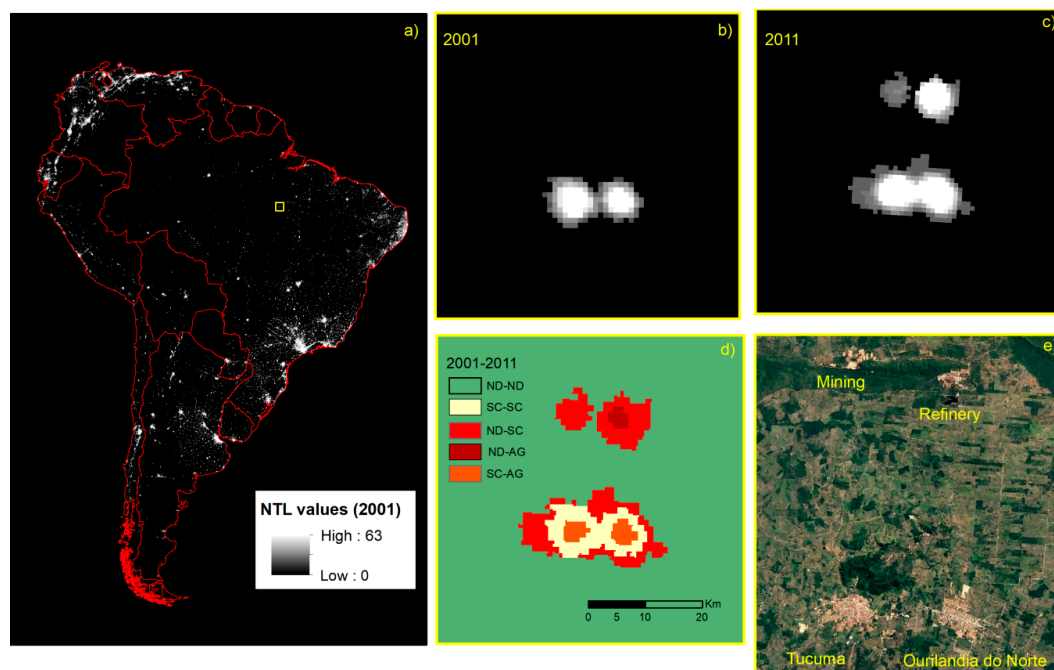 a)
NTL values (2001)
High : 63
Low : 0
2001
b)
2011
c)
d)
2001-2011
ND-ND
SC-SC
ND-SC
ND-AG
SC-AG
Km
0 5 10 20
e
Mining
Refinery
Tucuma
Ourilandia do Norte